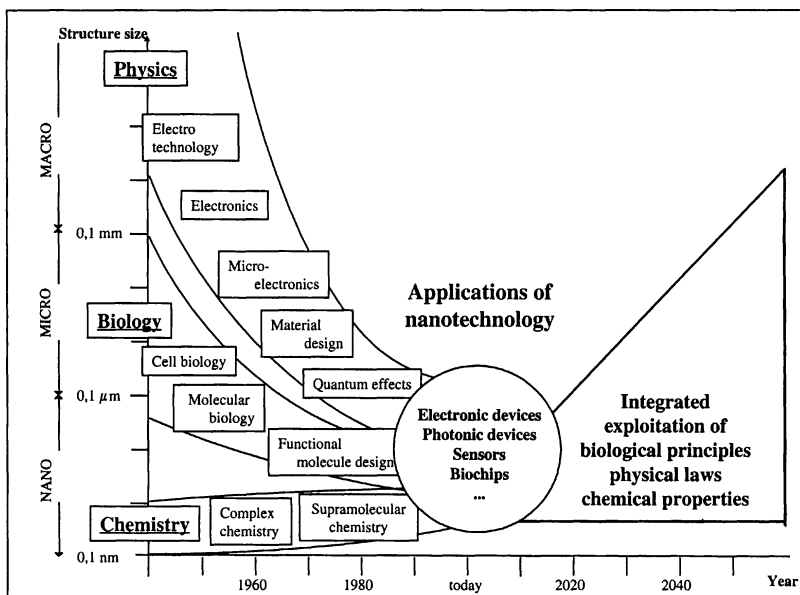 Structure size
Physics
Electro
technology
MACRO
Electronics
0,1 mm
Micro-
electronics
Applications of
nanotechnology
MICRO
Biology
Material
design
Cell biology
Quantum effects
0,1 µm
Molecular
biology
Electronic devices
Photonic devices
Sensors
Biochips
...
Integrated
exploitation of
biological principles
physical laws
chemical properties
Functional
molecule design
NANO
Chemistry
Complex
chemistry
Supramolecular
chemistry
0,1 nm
1960
1980
today
2020
2040
Year